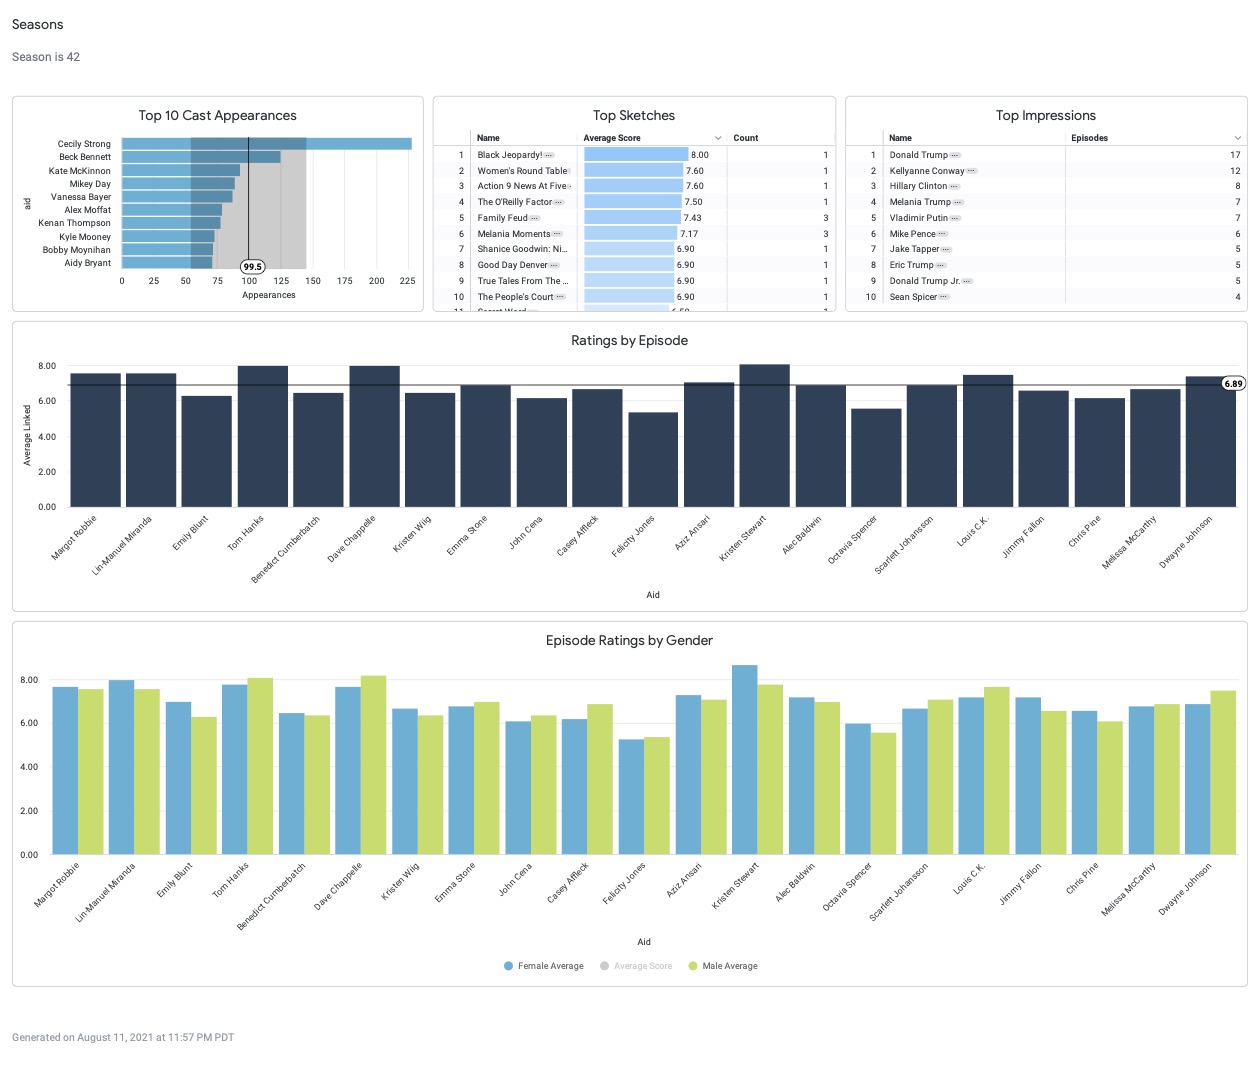 Seasons
Season is 42
Top 10 Cast Appearances
aid
Cecily Strong
Beck Bennett
Kate McKinnon
Mikey Day
Vanessa Bayer
Alex Moffat
Kenan Thompson
Kyle Mooney
Bobby Moynihan
Aidy Bryant
99.5
0 25 50 75 100 125 150 175 200 225
Appearances
Top Sketches
Name Average Score Count
1 Black Jeopardy! 8.00 1
2 Women's Round Table 7.60 1
3 Action 9 News At Five 7.60 1
4 The O'Reilly Factor 7.50 1
5 Family Feud 7.43 3
6 Melania Moments 7.17 3
7 Shanice Goodwin: Ni... 6.90 1
8 Good Day Denver 6.90 1
9 True Tales From The ... 6.90 1
10 The People's Court 6.90 1
Top Impressions
Name Episodes
1 Donald Trump 17
2 Kellyanne Conway 12
3 Hillary Clinton 8
4 Melania Trump 7
5 Vladimir Putin 7
6 Mike Pence 6
7 Jake Tapper 5
8 Eric Trump 5
9 Donald Trump Jr. 5
10 Sean Spicer 4
Ratings by Episode
Average Linked
8.00
6.00
4.00
2.00
0.00
6.89
Margot Robbie
Lin-Manuel Miranda
Emily Blunt
Tom Hanks
Benedict Cumberbatch
Dave Chappelle
Kristen Wiig
Emma Stone
John Cena
Casey Affleck
Felicity Jones
Aziz Ansari
Kristen Stewart
Alec Baldwin
Octavia Spencer
Scarlett Johansson
Louis C.K.
Jimmy Fallon
Chris Pine
Melissa McCarthy
Dwayne Johnson
Aid
Episode Ratings by Gender
8.00
6.00
4.00
2.00
0.00
Margot Robbie
Lin-Manuel Miranda
Emily Blunt
Tom Hanks
Benedict Cumberbatch
Dave Chappelle
Kristen Wiig
Emma Stone
John Cena
Casey Affleck
Felicity Jones
Aziz Ansari
Kristen Stewart
Alec Baldwin
Octavia Spencer
Scarlett Johansson
Louis C.K.
Jimmy Fallon
Chris Pine
Melissa McCarthy
Dwayne Johnson
Aid
Female Average Average Score Male Average
Generated on August 11, 2021 at 11:57 PM PDT